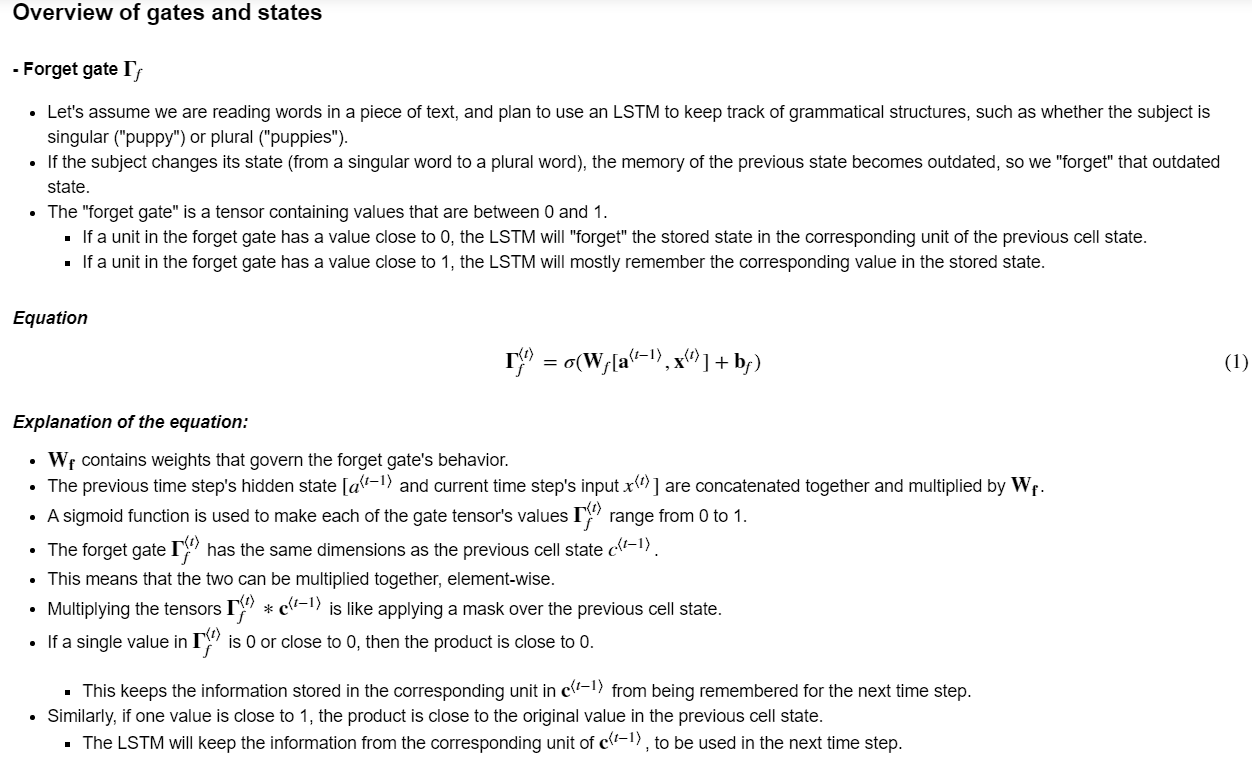 Overview of gates and states
- Forget gate Γf
• Let's assume we are reading words in a piece of text, and plan to use an LSTM to keep track of grammatical structures, such as whether the subject is
singular ("puppy") or plural ("puppies").
• If the subject changes its state (from a singular word to a plural word), the memory of the previous state becomes outdated, so we "forget" that outdated
state.
• The "forget gate" is a tensor containing values that are between 0 and 1.
▪ If a unit in the forget gate has a value close to 0, the LSTM will "forget" the stored state in the corresponding unit of the previous cell state.
▪ If a unit in the forget gate has a value close to 1, the LSTM will mostly remember the corresponding value in the stored state.
Equation
Γf⟨t⟩ = σ(Wf[a⟨t−1⟩, x⟨t⟩] + bf) (1)
Explanation of the equation:
• Wf contains weights that govern the forget gate's behavior.
• The previous time step's hidden state [a⟨t−1⟩ and current time step's input x⟨t⟩] are concatenated together and multiplied by Wf.
• A sigmoid function is used to make each of the gate tensor's values Γf⟨t⟩ range from 0 to 1.
• The forget gate Γf⟨t⟩ has the same dimensions as the previous cell state c⟨t−1⟩.
• This means that the two can be multiplied together, element-wise.
• Multiplying the tensors Γf⟨t⟩ * c⟨t−1⟩ is like applying a mask over the previous cell state.
• If a single value in Γf⟨t⟩ is 0 or close to 0, then the product is close to 0.
▪ This keeps the information stored in the corresponding unit in c⟨t−1⟩ from being remembered for the next time step.
• Similarly, if one value is close to 1, the product is close to the original value in the previous cell state.
▪ The LSTM will keep the information from the corresponding unit of c⟨t−1⟩, to be used in the next time step.